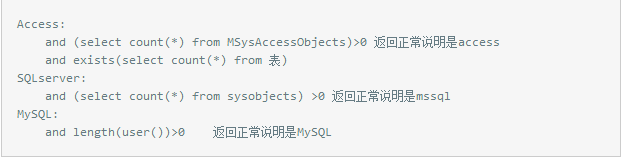 Access:
    and (select count(*) from MSysAccessObjects)>0 返回正常说明是access
    and exists(select count(*) from 表)
SQLserver:
    and (select count(*) from sysobjects) >0 返回正常说明是mssql
MySQL:
    and length(user())>0    返回正常说明是MySQL